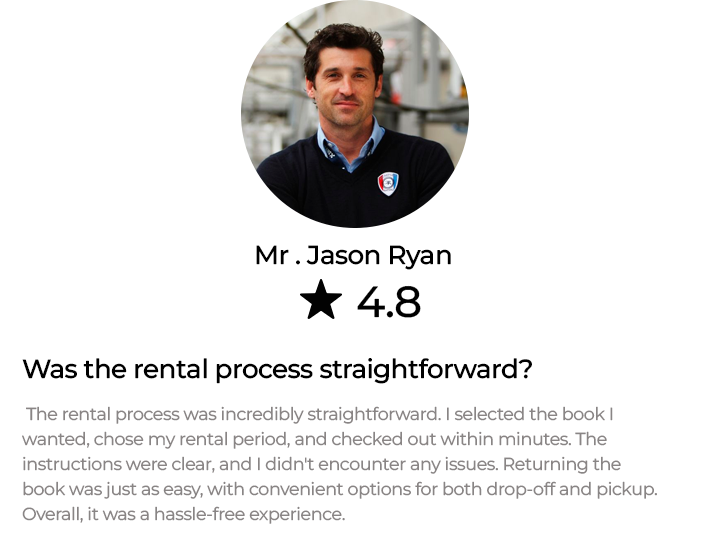 Mr . Jason Ryan
★ 4.8
Was the rental process straightforward?
The rental process was incredibly straightforward. I selected the book I
wanted, chose my rental period, and checked out within minutes. The
instructions were clear, and I didn't encounter any issues. Returning the
book was just as easy, with convenient options for both drop-off and pickup.
Overall, it was a hassle-free experience.